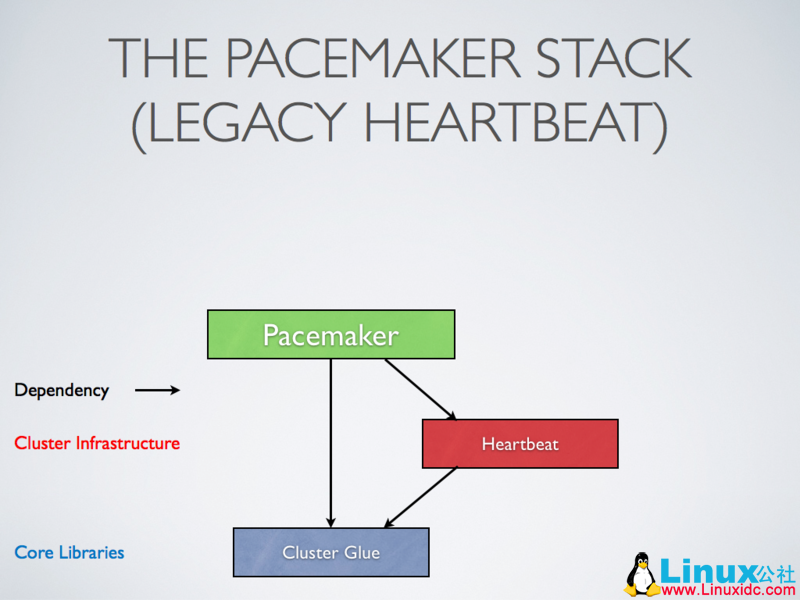 THE PACEMAKER STACK
(LEGACY HEARTBEAT)
Pacemaker
Dependency
Cluster Infrastructure
Heartbeat
Core Libraries
Cluster Glue
Linux公社
www.Linuxidc.com